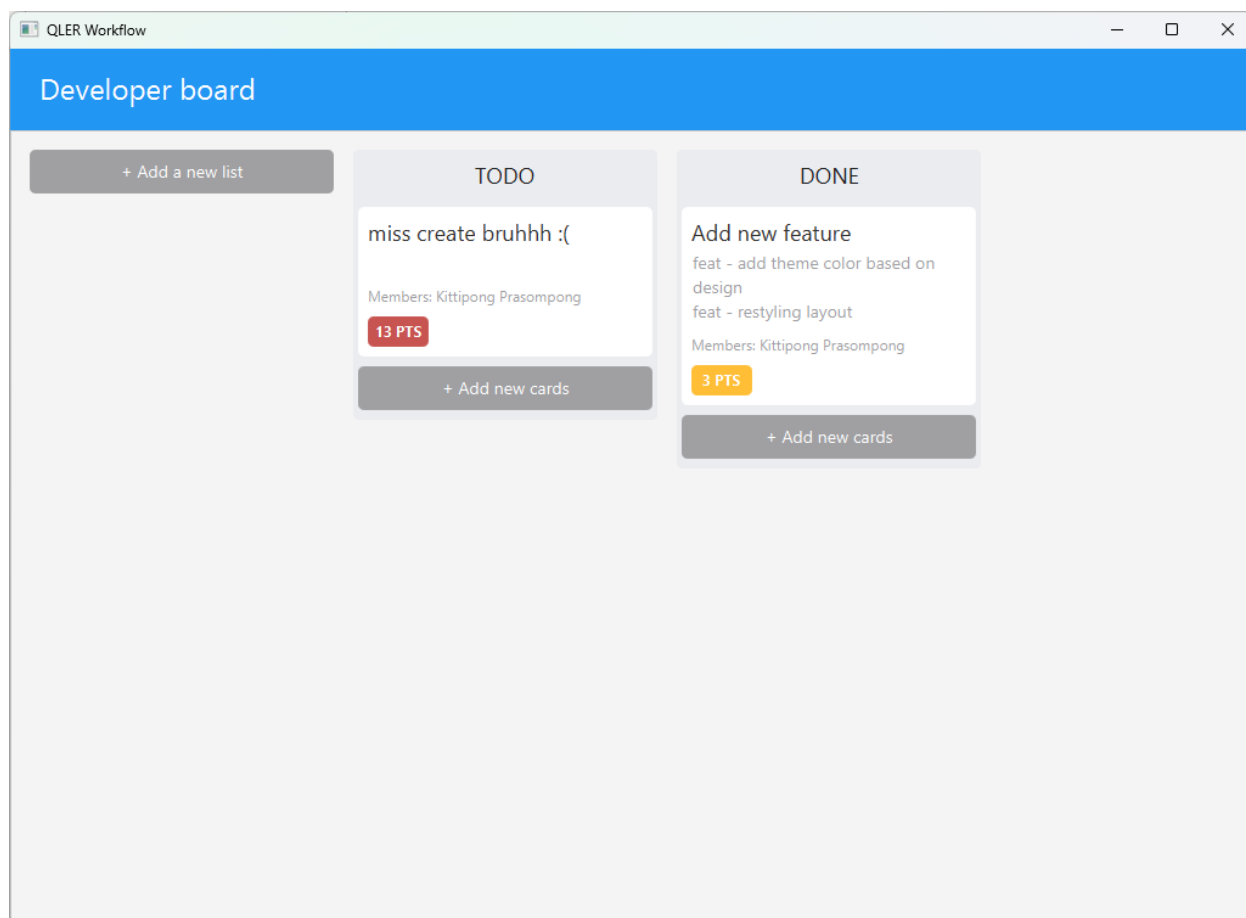 QLER Workflow
Developer board
+ Add a new list
TODO
miss create bruhhh :(
Members: Kittipong Prasompong
13 PTS
+ Add new cards
DONE
Add new feature
feat - add theme color based on
design
feat - restyling layout
Members: Kittipong Prasompong
3 PTS
+ Add new cards